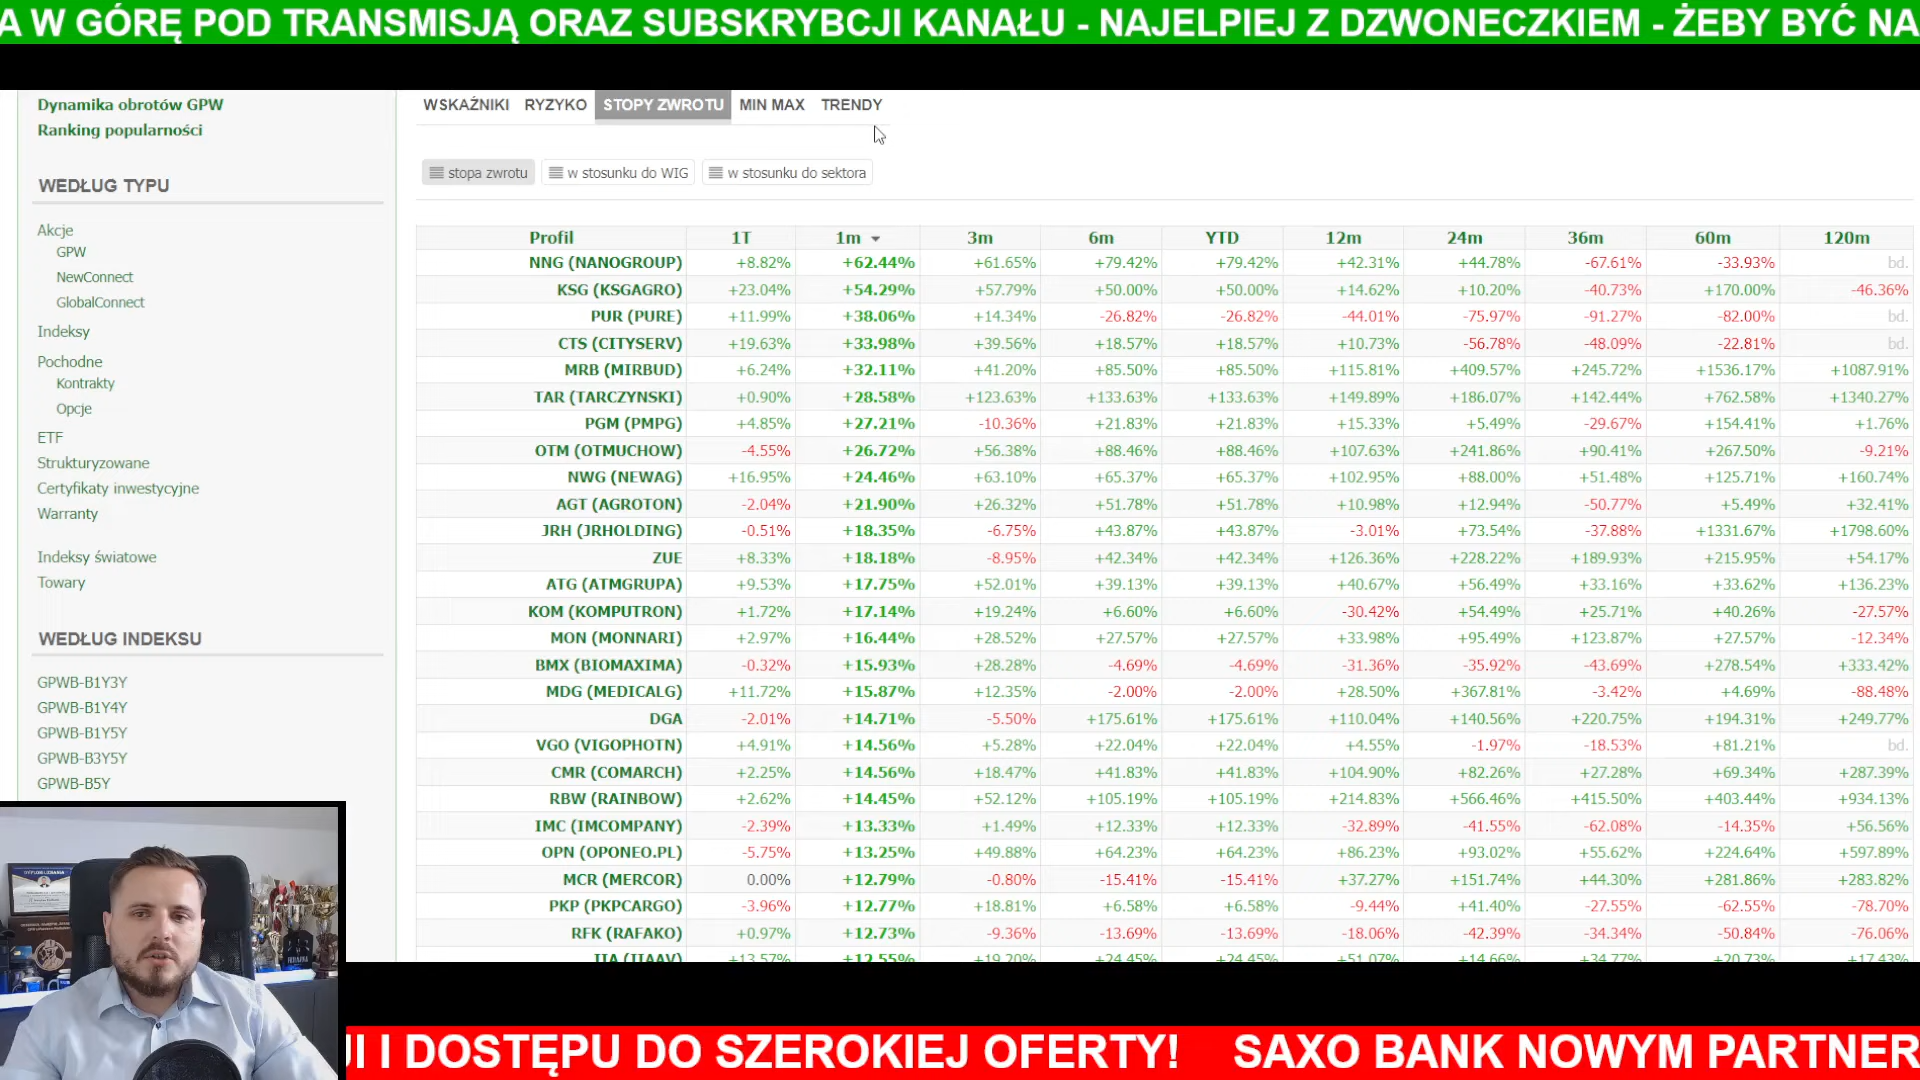 A W GÓRĘ POD TRANSMISJĄ ORAZ SUBSKRYBCJI KANAŁU - NAJELPIEJ Z DZWONECZKIEM - ŻEBY BYĆ NA
Dynamika obrotów GPW
Ranking popularności
WEDŁUG TYPU
Akcje
GPW
NewConnect
GlobalConnect
Indeksy
Pochodne
Kontrakty
Opcje
ETF
Strukturyzowane
Certyfikaty inwestycyjne
Warranty
Indeksy światowe
Towary
WEDŁUG INDEKSU
GPWB-B1Y3Y
GPWB-B1Y4Y
GPWB-B1Y5Y
GPWB-B3Y5Y
GPWB-B5Y
WSKAŹNIKI RYZYKO STOPY ZWROTU MIN MAX TRENDY
stopa zwrotu w stosunku do WIG w stosunku do sektora
Profil 1T 1m 3m 6m YTD 12m 24m 36m 60m 120m
NNG (NANOGROUP) +8.82% +62.44% +61.65% +79.42% +79.42% +42.31% +44.78% -67.61% -33.93% bd.
KSG (KSGAGRO) +23.04% +54.29% +57.79% +50.00% +50.00% +14.62% +10.20% -40.73% +170.00% -46.36%
PUR (PURE) +11.99% +38.06% +14.34% -26.82% -26.82% -44.01% -75.97% -91.27% -82.00% bd.
CTS (CITYSERV) +19.63% +33.98% +39.56% +18.57% +18.57% +10.73% -56.78% -48.09% -22.81% bd.
MRB (MIRBUD) +6.24% +32.11% +41.20% +85.50% +85.50% +115.81% +409.57% +245.72% +1536.17% +1087.91%
TAR (TARCZYNSKI) +0.90% +28.58% +123.63% +133.63% +133.63% +149.89% +186.07% +142.44% +762.58% +1340.27%
PGM (PMPG) +4.85% +27.21% -10.36% +21.83% +21.83% +15.33% +5.49% -29.67% +154.41% +1.76%
OTM (OTMUCHOW) -4.55% +26.72% +56.38% +88.46% +88.46% +107.63% +241.86% +90.41% +267.50% -9.21%
NWG (NEWAG) +16.95% +24.46% +63.10% +65.37% +65.37% +102.95% +88.00% +51.48% +125.71% +160.74%
AGT (AGROTON) -2.04% +21.90% +26.32% +51.78% +51.78% +10.98% +12.94% -50.77% +5.49% +32.41%
JRH (JRHOLDING) -0.51% +18.35% -6.75% +43.87% +43.87% -3.01% +73.54% -37.88% +1331.67% +1798.60%
ZUE +8.33% +18.18% -8.95% +42.34% +42.34% +126.36% +228.22% +189.93% +215.95% +54.17%
ATG (ATMGRUPA) +9.53% +17.75% +52.01% +39.13% +39.13% +40.67% +56.49% +33.16% +33.62% +136.23%
KOM (KOMPUTRON) +1.72% +17.14% +19.24% +6.60% +6.60% -30.42% +54.49% +25.71% +40.26% -27.57%
MON (MONNARI) +2.97% +16.44% +28.52% +27.57% +27.57% +33.98% +95.49% +123.87% +27.57% -12.34%
BMX (BIOMAXIMA) -0.32% +15.93% +28.28% -4.69% -4.69% -31.36% -35.92% -43.69% +278.54% +333.42%
MDG (MEDICALG) +11.72% +15.87% +12.35% -2.00% -2.00% +28.50% +367.81% -3.42% +4.69% -88.48%
DGA -2.01% +14.71% -5.50% +175.61% +175.61% +110.04% +140.56% +220.75% +194.31% +249.77%
VGO (VIGOPHOTN) +4.91% +14.56% +5.28% +22.04% +22.04% +4.55% -1.97% -18.53% +81.21% bd.
CMR (COMARCH) +2.25% +14.56% +18.47% +41.83% +41.83% +104.90% +82.26% +27.28% +69.34% +287.39%
RBW (RAINBOW) +2.62% +14.45% +52.12% +105.19% +105.19% +214.83% +566.46% +415.50% +403.44% +934.13%
IMC (IMCOMPANY) -2.39% +13.33% +1.49% +12.33% +12.33% -32.89% -41.55% -62.08% -14.35% +56.56%
OPN (OPONEO.PL) -5.75% +13.25% +49.88% +64.23% +64.23% +86.23% +93.02% +55.62% +224.64% +597.89%
MCR (MERCOR) 0.00% +12.79% -0.80% -15.41% -15.41% +37.27% +151.74% +44.30% +281.86% +283.82%
PKP (PKPCARGO) -3.96% +12.77% +18.81% +6.58% +6.58% -9.44% +41.40% -27.55% -62.55% -78.70%
RFK (RAFAKO) +0.97% +12.73% -9.36% -13.69% -13.69% -18.06% -42.39% -34.34% -50.84% -76.06%
+13.57% +12.55% +19.20% +24.45% +24.45% +51.07% +14.66% +34.77% +20.73% +17.43%
I I DOSTĘPU DO SZEROKIEJ OFERTY! SAXO BANK NOWYM PARTNER